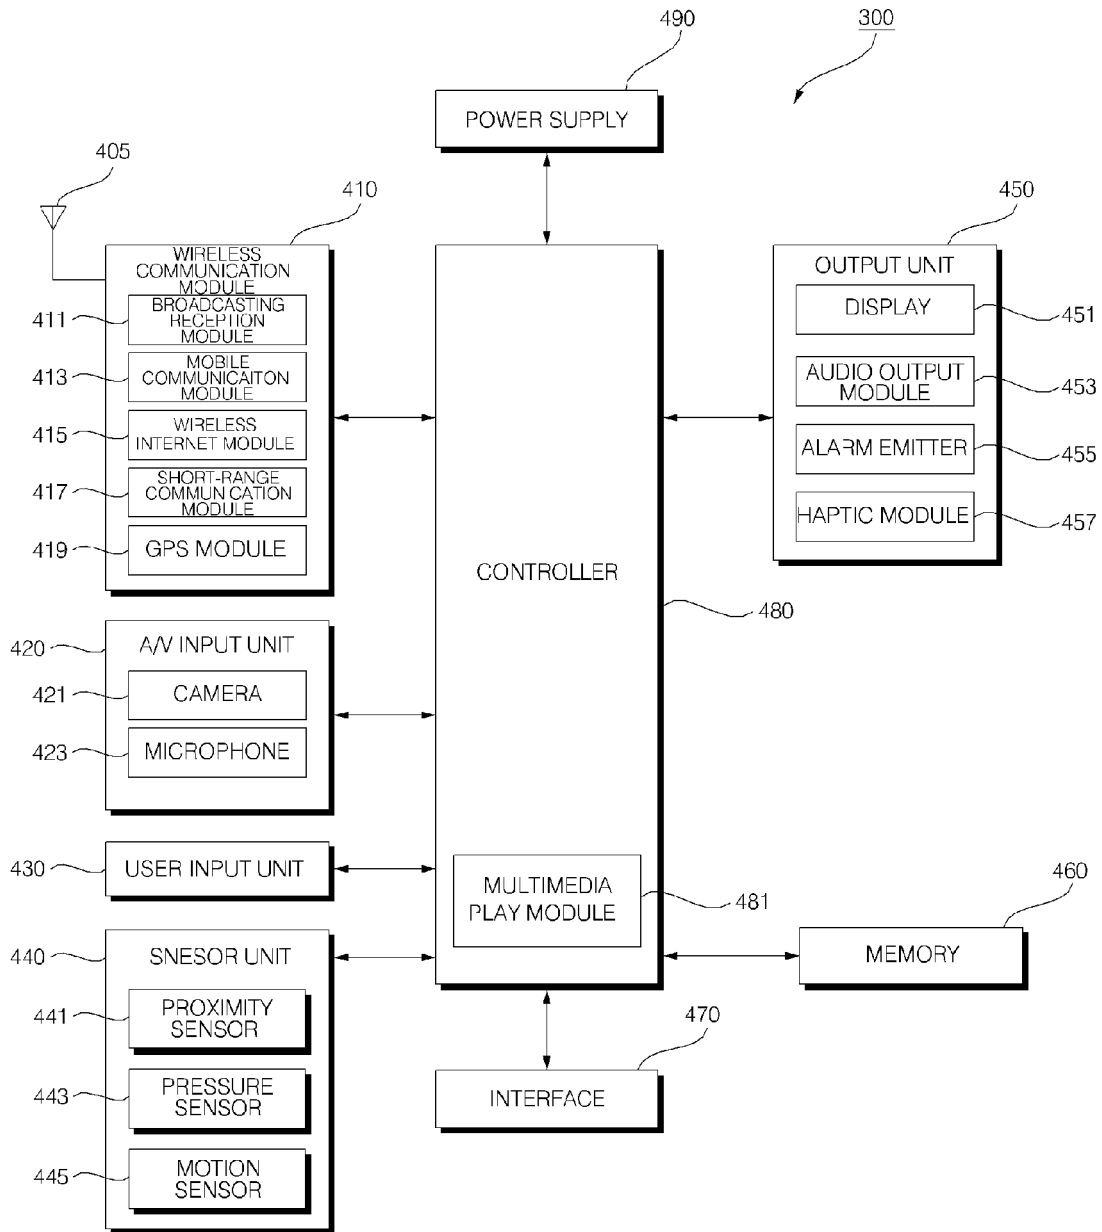 300
490
POWER SUPPLY
405
410
WIRELESS
COMMUNICATION
MODULE
411
BROADCASTING
RECEPTION
MODULE
413
MOBILE
COMMUNICAITON
MODULE
415
WIRELESS
INTERNET MODULE
417
SHORT-RANGE
COMMUN CATION
MODULE
419
GPS MODULE
420
A/V INPUT UNIT
421
CAMERA
423
MICROPHONE
430
USER INPUT UNIT
440
SNESOR UNIT
441
PROXIMITY
SENSOR
443
PRESSURE
SENSOR
445
MOTION
SENSOR
CONTROLLER
480
MULTIMEDIA
PLAY MODULE
481
470
INTERFACE
450
OUTPUT UNIT
DISPLAY
451
AUDIO OUTPUT
MODULE
453
ALARM EMITTER
455
HAPTIC MODULE
457
460
MEMORY